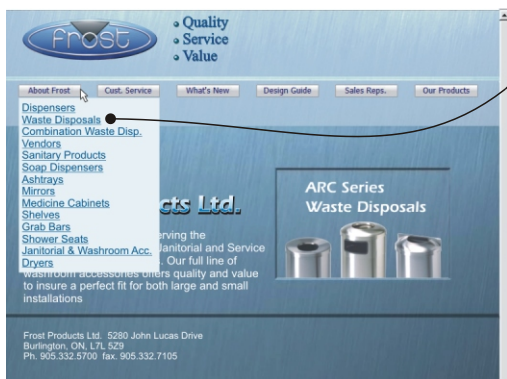 Frost
Quality
Service
Value
About Frost
Cust. Service
What's New
Design Guide
Sales Reps.
Our Products
Dispensers
Waste Disposals
Combination Waste Disp.
Vendors
Sanitary Products
Soap Dispensers
Ashtrays
Mirrors
Medicine Cabinets
Shelves
Grab Bars
Shower Seats
Janitorial & Washroom Acc.
Dryers
cts Ltd.
erving the
Janitorial and Service
. Our full line of
washroom accessories offers quality and value
to insure a perfect fit for both large and small
installations
ARC Series
Waste Disposals
Frost Products Ltd. 5280 John Lucas Drive
Burlington, ON, L7L 5Z9
Ph. 905.332.5700 fax. 905.332.7105